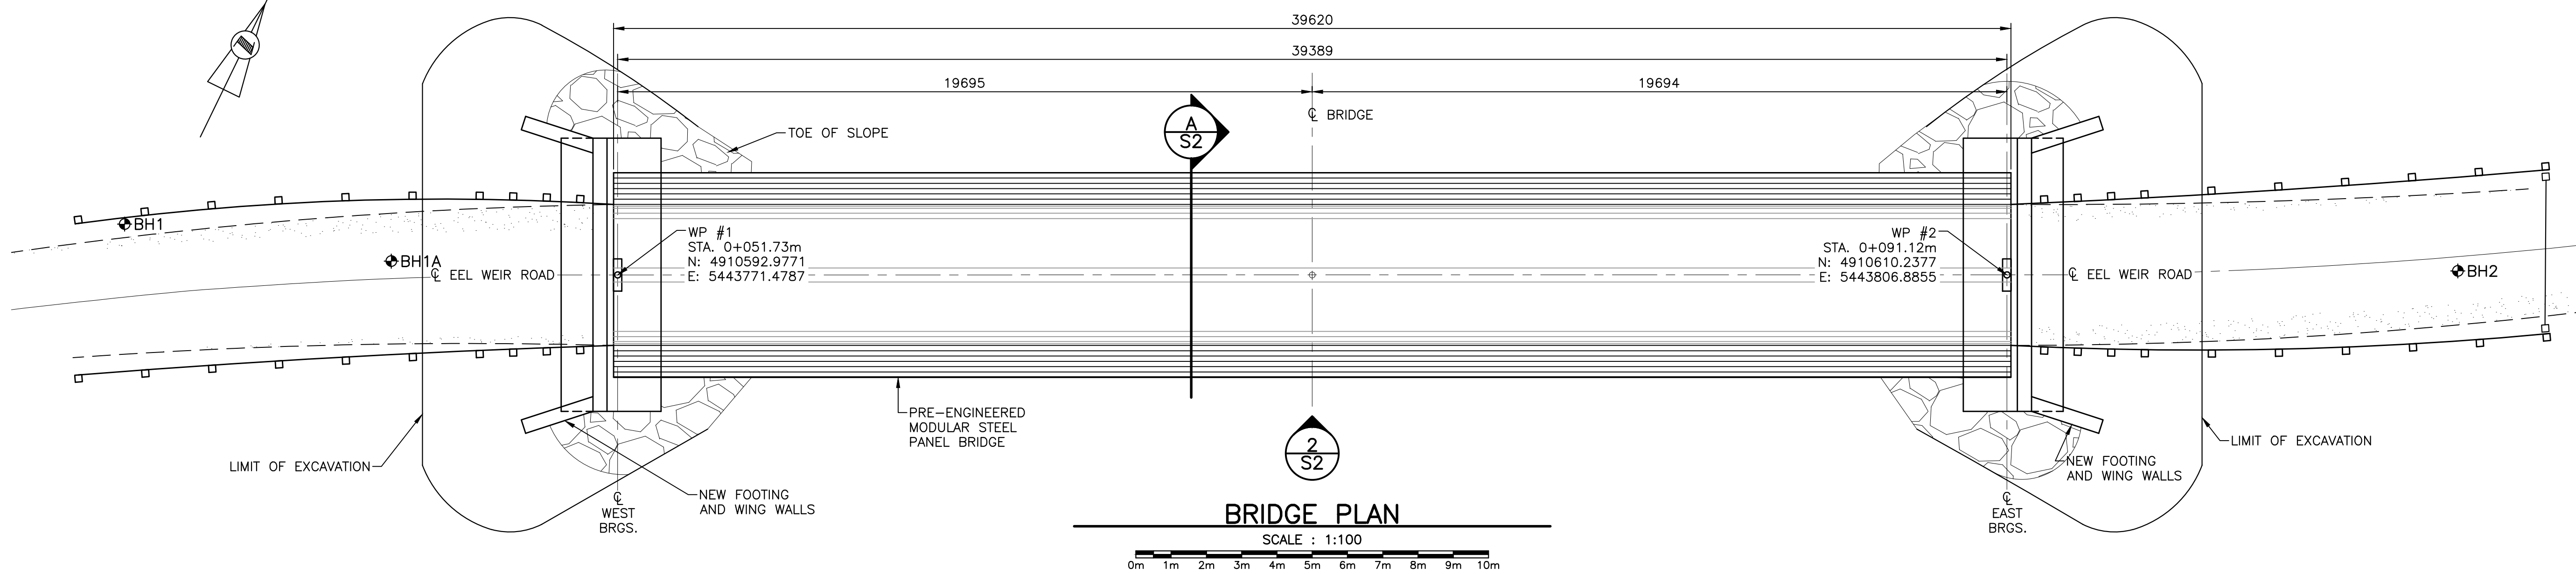 39620
39389
19695
19694
A
S2
℄ BRIDGE
TOE OF SLOPE
BH1
BH1A
℄ EEL WEIR ROAD
WP #1
STA. 0+051.73m
N: 4910592.9771
E: 5443771.4787
WP #2
STA. 0+091.12m
N: 4910610.2377
E: 5443806.8855
℄ EEL WEIR ROAD
BH2
PRE-ENGINEERED
MODULAR STEEL
PANEL BRIDGE
2
S2
LIMIT OF EXCAVATION
NEW FOOTING
AND WING WALLS
℄
WEST
BRGS.
LIMIT OF EXCAVATION
NEW FOOTING
AND WING WALLS
℄
EAST
BRGS.
BRIDGE PLAN
SCALE : 1:100
0m 1m 2m 3m 4m 5m 6m 7m 8m 9m 10m